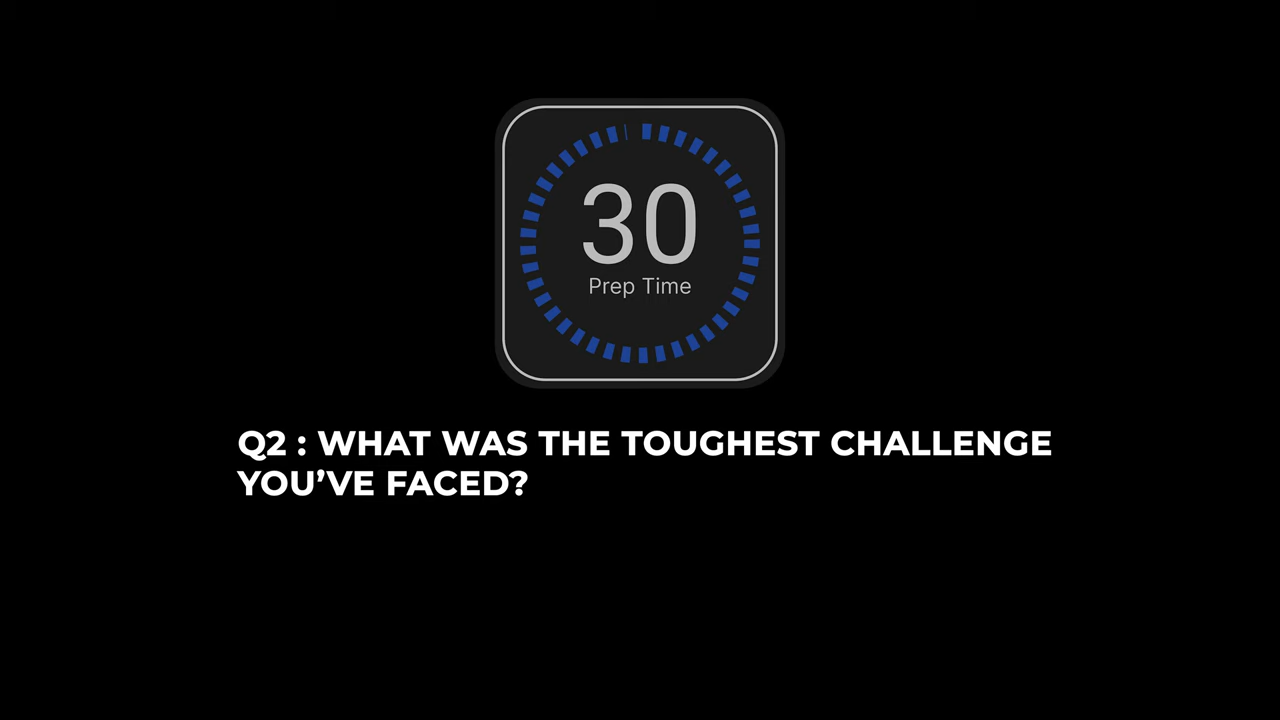 30
Prep Time
Q2 : WHAT WAS THE TOUGHEST CHALLENGE
YOU’VE FACED?